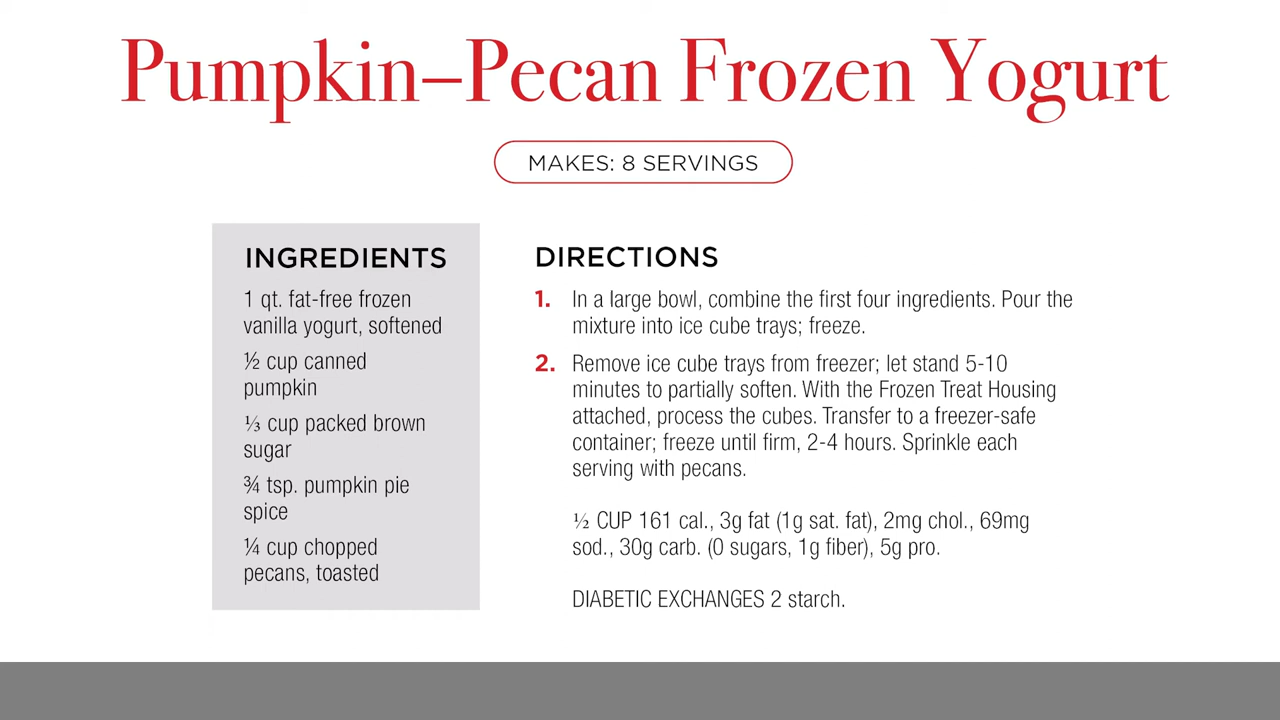 Pumpkin–Pecan Frozen Yogurt
MAKES: 8 SERVINGS
INGREDIENTS
1 qt. fat-free frozen
vanilla yogurt, softened
½ cup canned
pumpkin
⅓ cup packed brown
sugar
¾ tsp. pumpkin pie
spice
¼ cup chopped
pecans, toasted
DIRECTIONS
1. In a large bowl, combine the first four ingredients. Pour the
mixture into ice cube trays; freeze.
2. Remove ice cube trays from freezer; let stand 5-10
minutes to partially soften. With the Frozen Treat Housing
attached, process the cubes. Transfer to a freezer-safe
container; freeze until firm, 2-4 hours. Sprinkle each
serving with pecans.
½ CUP 161 cal., 3g fat (1g sat. fat), 2mg chol., 69mg
sod., 30g carb. (0 sugars, 1g fiber), 5g pro.
DIABETIC EXCHANGES 2 starch.